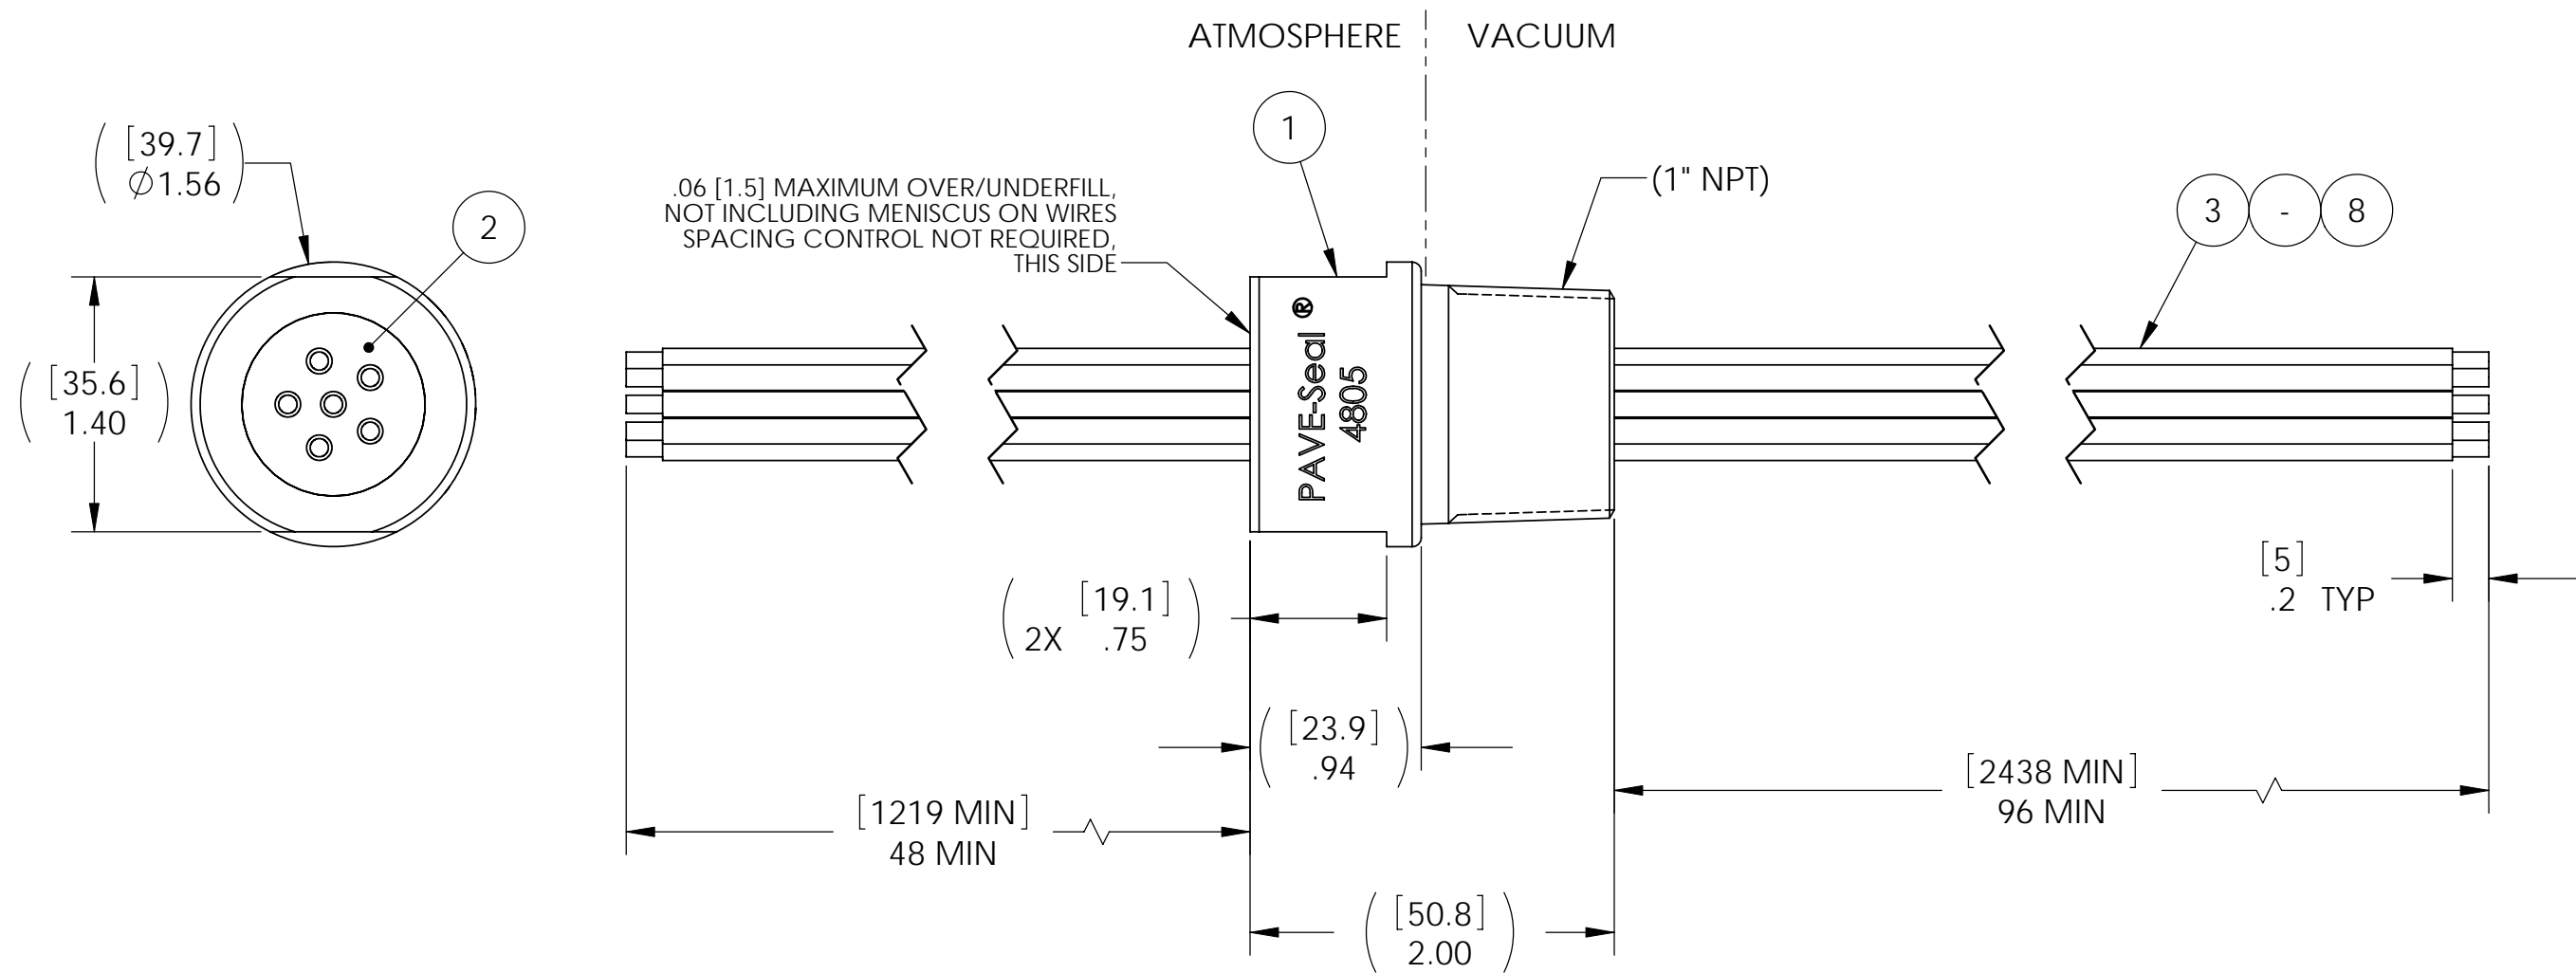 ATMOSPHERE VACUUM
1
[39.7]
Ø1.56
2
.06 [1.5] MAXIMUM OVER/UNDERFILL,
NOT INCLUDING MENISCUS ON WIRES
SPACING CONTROL NOT REQUIRED,
THIS SIDE
(1" NPT)
3 - 8
PAVE-Seal ®
4805
[35.6]
1.40
[19.1]
2X .75
[5]
.2 TYP
[23.9]
.94
[1219 MIN]
48 MIN
[2438 MIN]
96 MIN
[50.8]
2.00